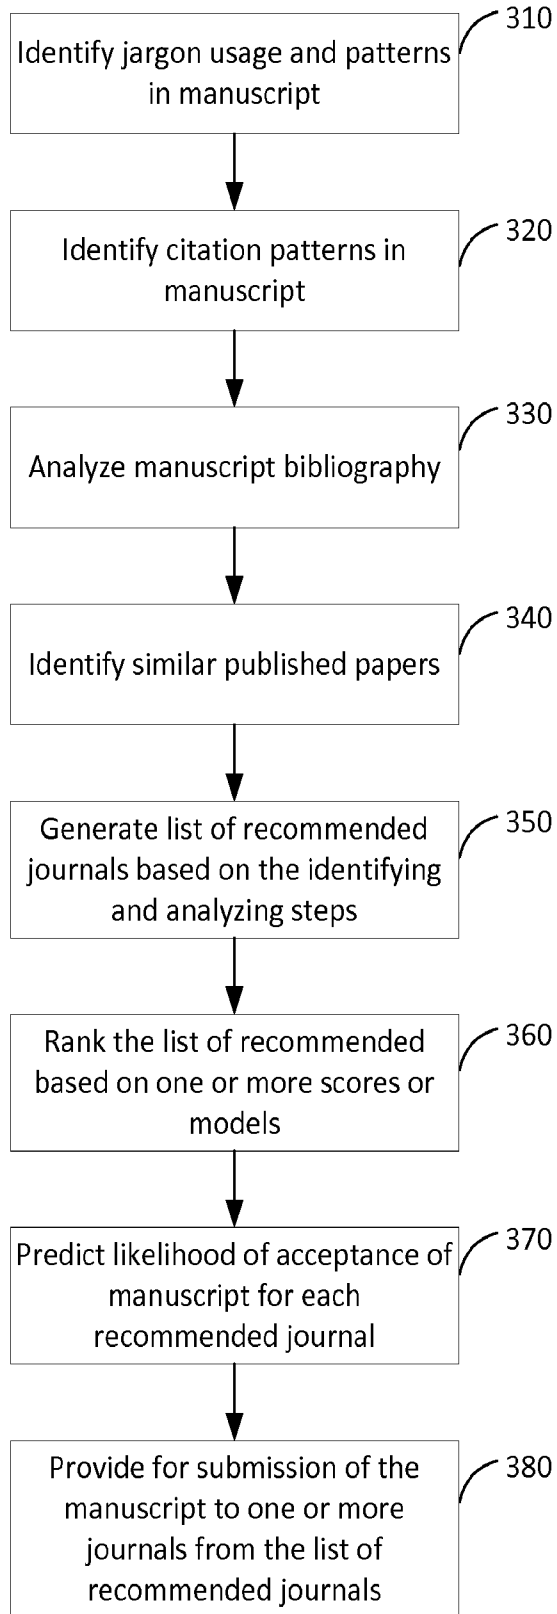 310
Identify jargon usage and patterns
in manuscript
320
Identify citation patterns in
manuscript
330
Analyze manuscript bibliography
340
Identify similar published papers
350
Generate list of recommended
journals based on the identifying
and analyzing steps
360
Rank the list of recommended
based on one or more scores or
models
370
Predict likelihood of acceptance of
manuscript for each
recommended journal
380
Provide for submission of the
manuscript to one or more
journals from the list of
recommended journals